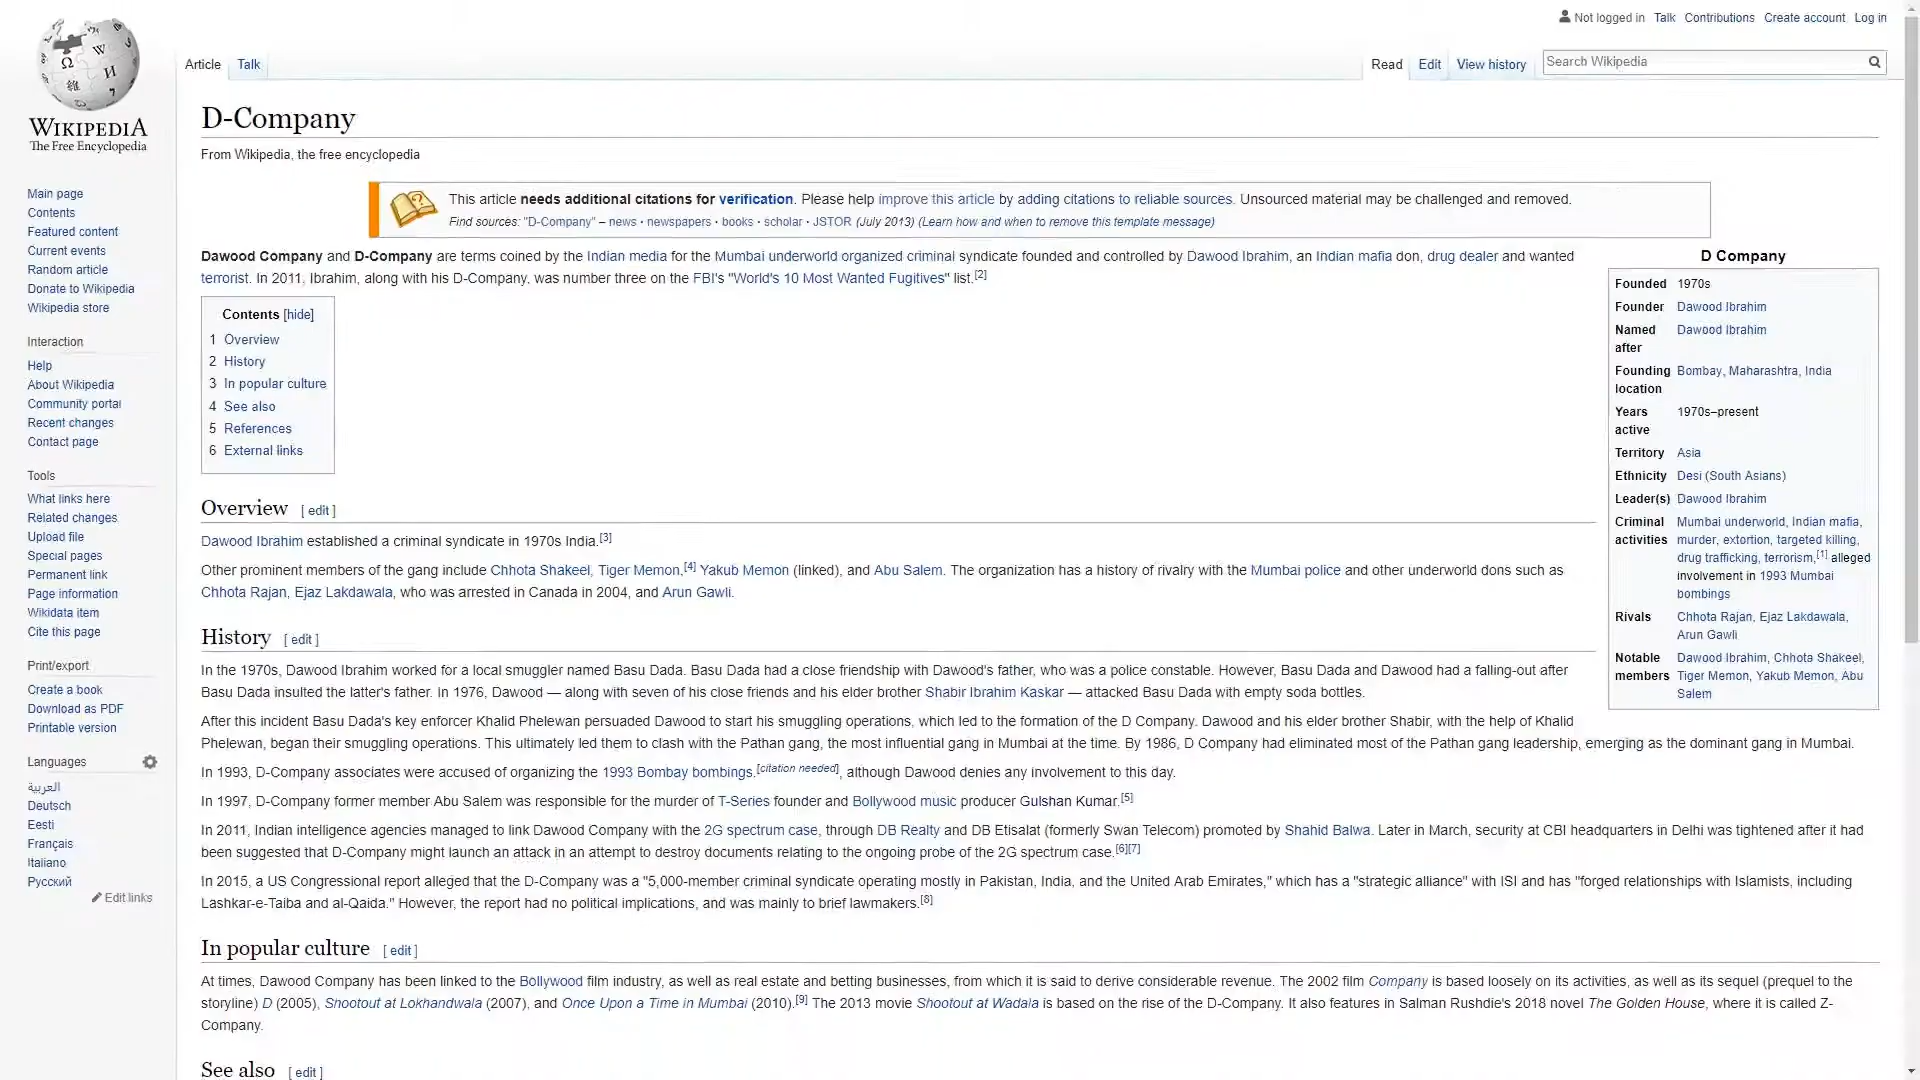 Not logged in Talk Contributions Create account Log in
Article Talk Read Edit View history Search Wikipedia
WIKIPEDIA
The Free Encyclopedia
Main page
Contents
Featured content
Current events
Random article
Donate to Wikipedia
Wikipedia store
Interaction
Help
About Wikipedia
Community portal
Recent changes
Contact page
Tools
What links here
Related changes
Upload file
Special pages
Permanent link
Page information
Wikidata item
Cite this page
Print/export
Create a book
Download as PDF
Printable version
Languages
العربية
Deutsch
Eesti
Français
Italiano
Русский
Edit links
D-Company
From Wikipedia, the free encyclopedia
This article needs additional citations for verification. Please help improve this article by adding citations to reliable sources. Unsourced material may be challenged and removed.
Find sources: "D-Company" – news · newspapers · books · scholar · JSTOR (July 2013) (Learn how and when to remove this template message)
Dawood Company and D-Company are terms coined by the Indian media for the Mumbai underworld organized criminal syndicate founded and controlled by Dawood Ibrahim, an Indian mafia don, drug dealer and wanted
terrorist. In 2011, Ibrahim, along with his D-Company, was number three on the FBI's "World's 10 Most Wanted Fugitives" list.[2]
Contents [hide]
1 Overview
2 History
3 In popular culture
4 See also
5 References
6 External links
D Company
Founded 1970s
Founder Dawood Ibrahim
Named Dawood Ibrahim
after
Founding Bombay, Maharashtra, India
location
Years 1970s–present
active
Territory Asia
Ethnicity Desi (South Asians)
Leader(s) Dawood Ibrahim
Criminal Mumbai underworld, Indian mafia,
activities murder, extortion, targeted killing,
drug trafficking, terrorism,[1] alleged
involvement in 1993 Mumbai
bombings
Rivals Chhota Rajan, Ejaz Lakdawala,
Arun Gawli
Notable Dawood Ibrahim, Chhota Shakeel,
members Tiger Memon, Yakub Memon, Abu
Salem
Overview [ edit ]
Dawood Ibrahim established a criminal syndicate in 1970s India.[3]
Other prominent members of the gang include Chhota Shakeel, Tiger Memon,[4] Yakub Memon (linked), and Abu Salem. The organization has a history of rivalry with the Mumbai police and other underworld dons such as
Chhota Rajan, Ejaz Lakdawala, who was arrested in Canada in 2004, and Arun Gawli.
History [ edit ]
In the 1970s, Dawood Ibrahim worked for a local smuggler named Basu Dada. Basu Dada had a close friendship with Dawood's father, who was a police constable. However, Basu Dada and Dawood had a falling-out after
Basu Dada insulted the latter's father. In 1976, Dawood — along with seven of his close friends and his elder brother Shabir Ibrahim Kaskar — attacked Basu Dada with empty soda bottles.
After this incident Basu Dada's key enforcer Khalid Phelewan persuaded Dawood to start his smuggling operations, which led to the formation of the D Company. Dawood and his elder brother Shabir, with the help of Khalid
Phelewan, began their smuggling operations. This ultimately led them to clash with the Pathan gang, the most influential gang in Mumbai at the time. By 1986, D Company had eliminated most of the Pathan gang leadership, emerging as the dominant gang in Mumbai.
In 1993, D-Company associates were accused of organizing the 1993 Bombay bombings.[citation needed], although Dawood denies any involvement to this day.
In 1997, D-Company former member Abu Salem was responsible for the murder of T-Series founder and Bollywood music producer Gulshan Kumar.[5]
In 2011, Indian intelligence agencies managed to link Dawood Company with the 2G spectrum case, through DB Realty and DB Etisalat (formerly Swan Telecom) promoted by Shahid Balwa. Later in March, security at CBI headquarters in Delhi was tightened after it had
been suggested that D-Company might launch an attack in an attempt to destroy documents relating to the ongoing probe of the 2G spectrum case.[6][7]
In 2015, a US Congressional report alleged that the D-Company was a "5,000-member criminal syndicate operating mostly in Pakistan, India, and the United Arab Emirates," which has a "strategic alliance" with ISI and has "forged relationships with Islamists, including
Lashkar-e-Taiba and al-Qaida." However, the report had no political implications, and was mainly to brief lawmakers.[8]
In popular culture [ edit ]
At times, Dawood Company has been linked to the Bollywood film industry, as well as real estate and betting businesses, from which it is said to derive considerable revenue. The 2002 film Company is based loosely on its activities, as well as its sequel (prequel to the
storyline) D (2005), Shootout at Lokhandwala (2007), and Once Upon a Time in Mumbai (2010).[9] The 2013 movie Shootout at Wadala is based on the rise of the D-Company. It also features in Salman Rushdie's 2018 novel The Golden House, where it is called Z-
Company.
See also [ edit ]